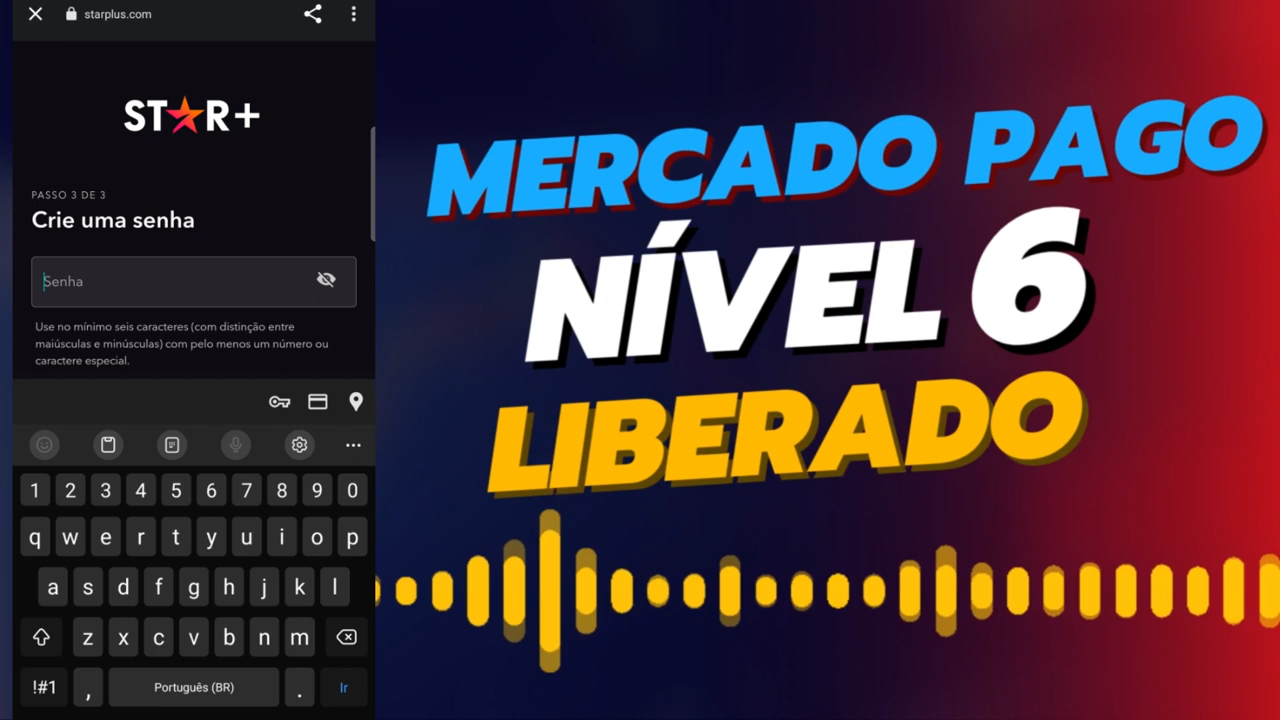 starplus.com
ST★R+
PASSO 3 DE 3
Crie uma senha
Senha
Use no mínimo seis caracteres (com distinção entre
maiúsculas e minúsculas) com pelo menos um número ou
caractere especial.
1 2 3 4 5 6 7 8 9 0
q w e r t y u i o p
a s d f g h j k l
z x c v b n m
!#1 , Português (BR) . Ir
MERCADO PAGO
NÍVEL 6
LIBERADO